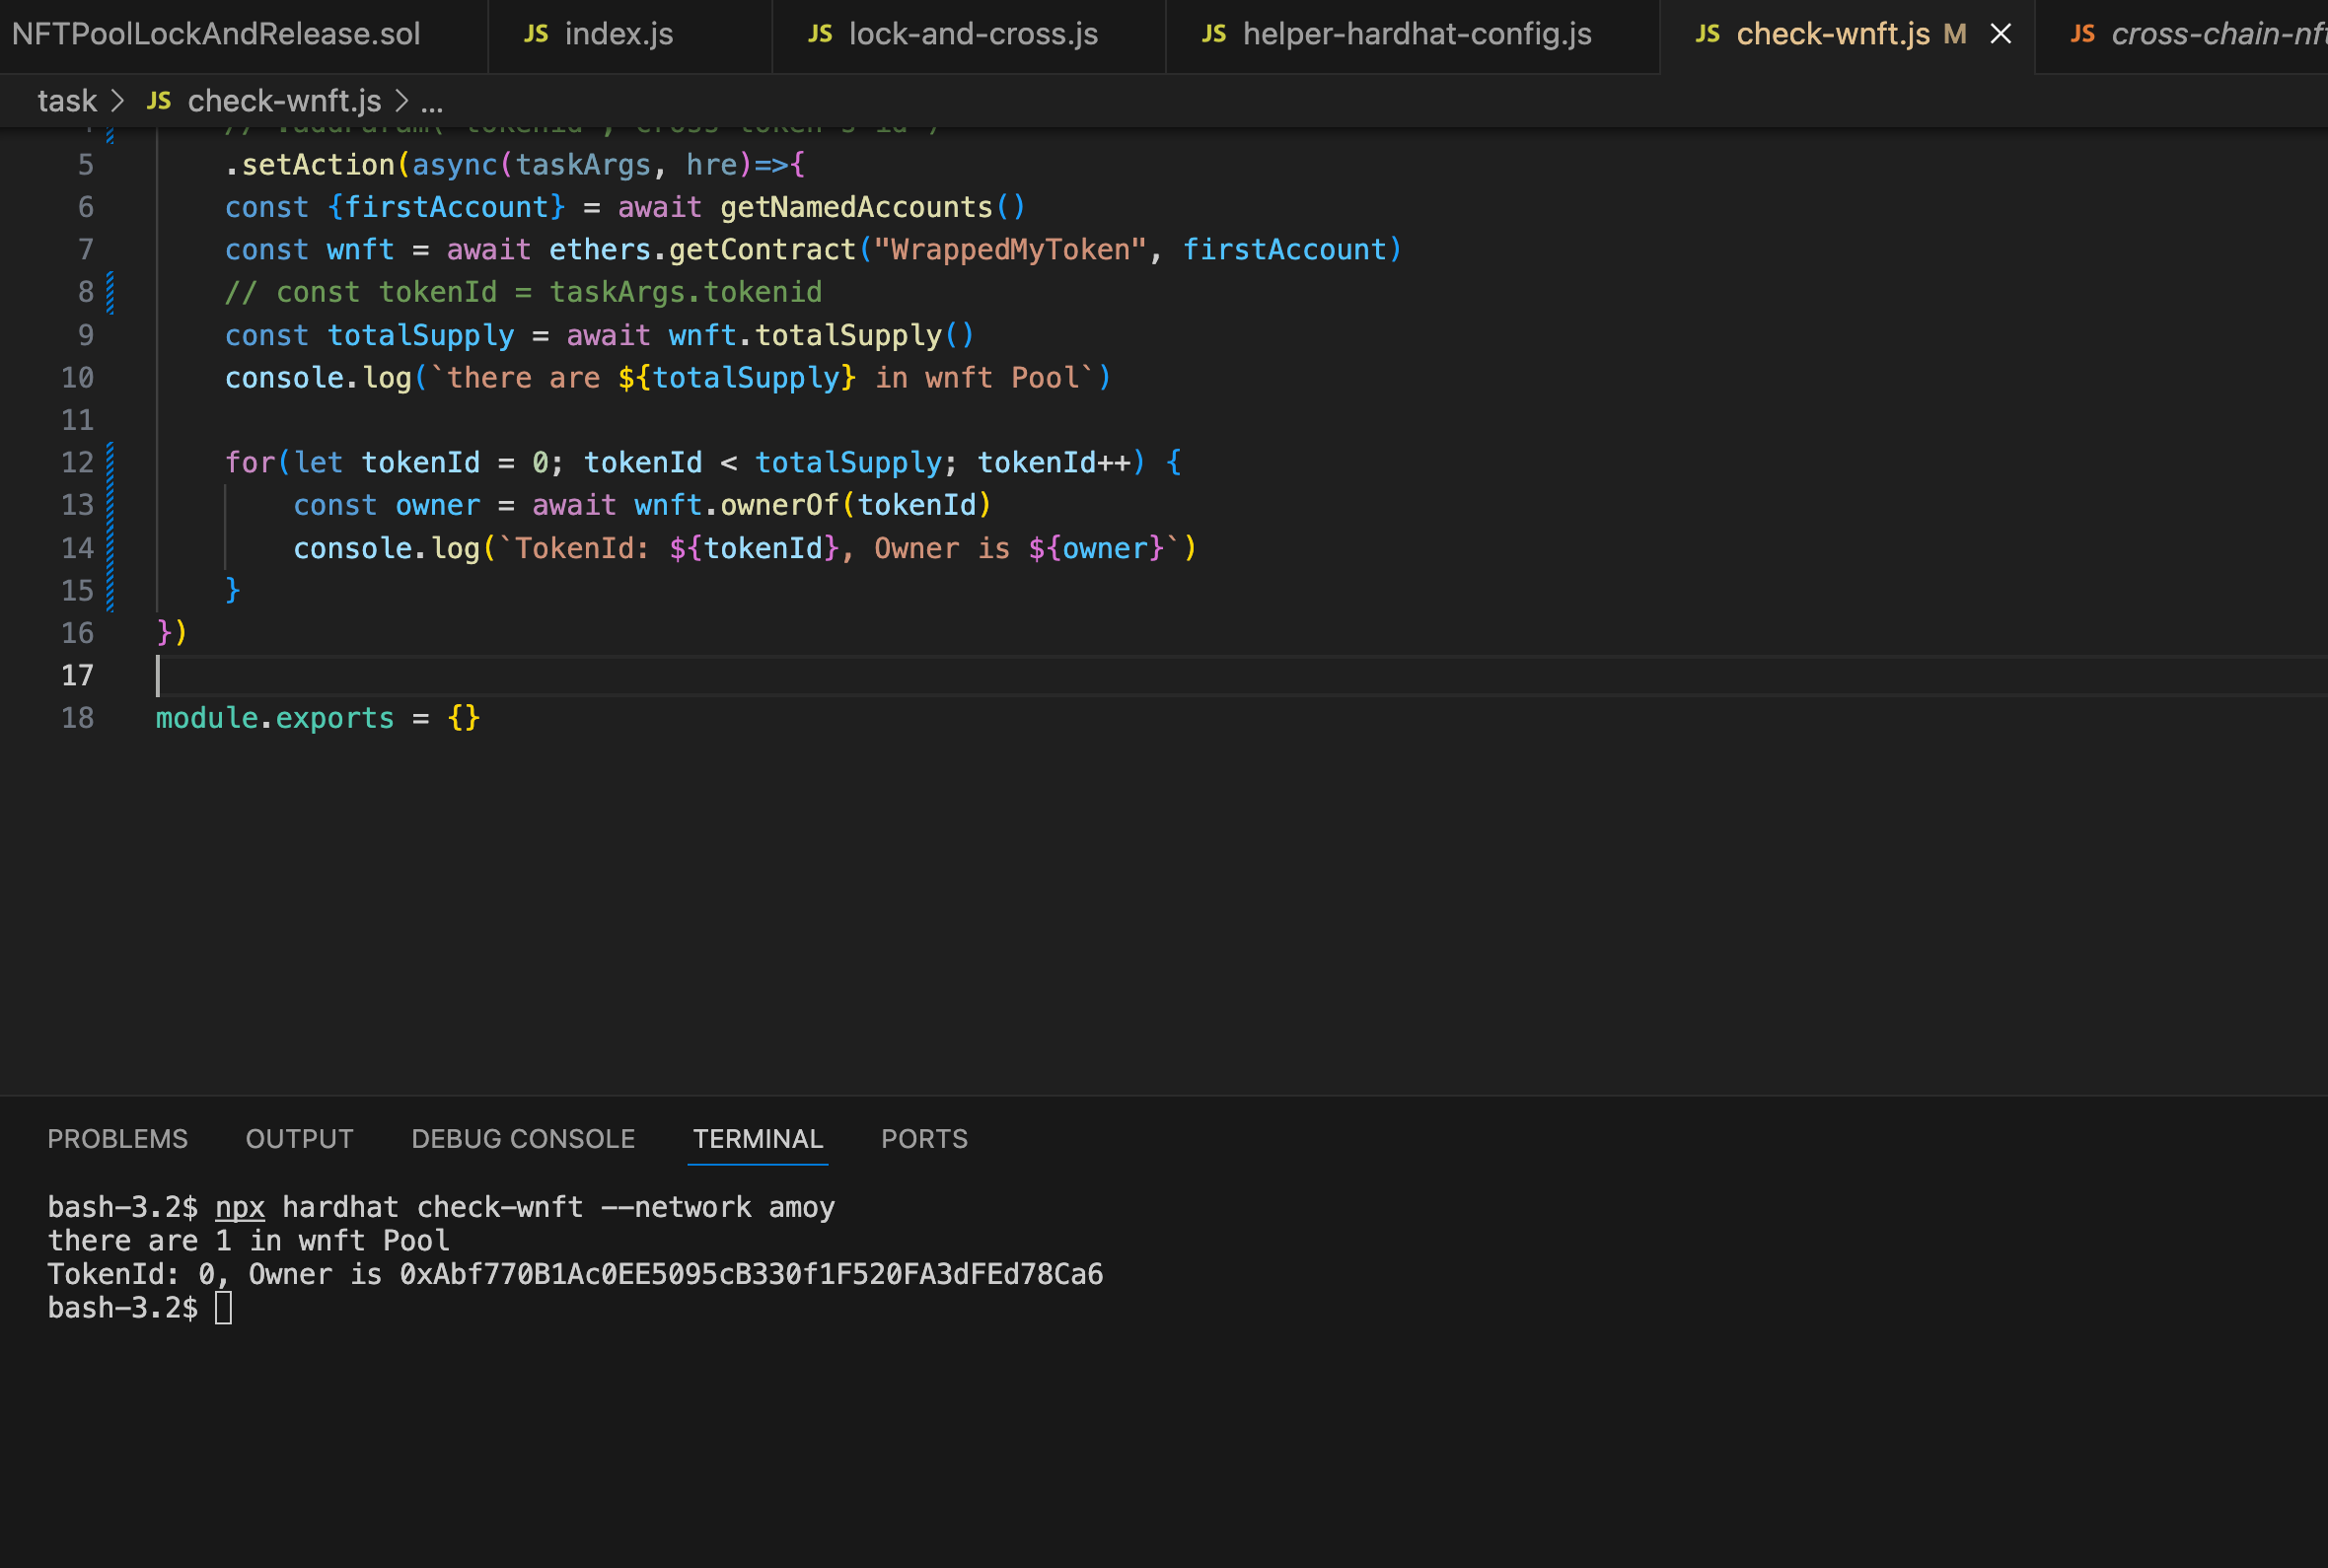 NFTPoolLockAndRelease.sol JS index.js JS lock-and-cross.js JS helper-hardhat-config.js JS check-wnft.js M JS cross-chain-nf
task > JS check-wnft.js > ...
5 .setAction(async(taskArgs, hre)=>{
6 const {firstAccount} = await getNamedAccounts()
7 const wnft = await ethers.getContract("WrappedMyToken", firstAccount)
8 // const tokenId = taskArgs.tokenid
9 const totalSupply = await wnft.totalSupply()
10 console.log(`there are ${totalSupply} in wnft Pool`)
11
12 for(let tokenId = 0; tokenId < totalSupply; tokenId++) {
13 const owner = await wnft.ownerOf(tokenId)
14 console.log(`TokenId: ${tokenId}, Owner is ${owner}`)
15 }
16 })
17
18 module.exports = {}
PROBLEMS OUTPUT DEBUG CONSOLE TERMINAL PORTS
bash-3.2$ npx hardhat check-wnft --network amoy
there are 1 in wnft Pool
TokenId: 0, Owner is 0xAbf770B1Ac0EE5095cB330f1F520FA3dFEd78Ca6
bash-3.2$